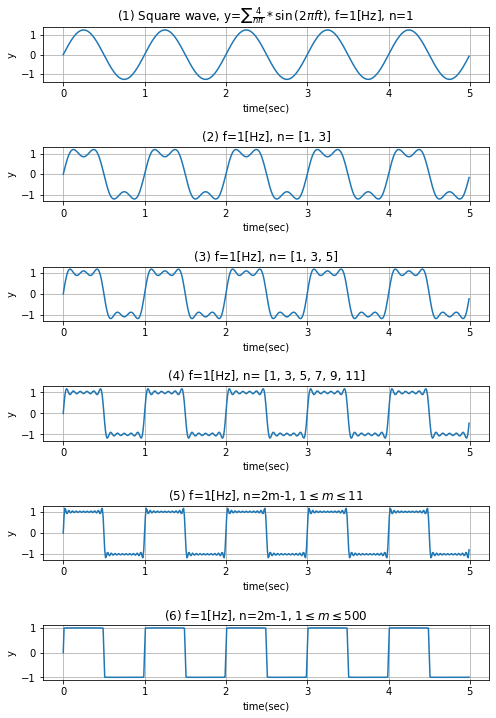 (1) Square wave, y=∑ 4/nπ * sin (2πft), f=1[Hz], n=1
y
1
0
−1
0 1 2 3 4 5
time(sec)
(2) f=1[Hz], n= [1, 3]
y
1
0
−1
0 1 2 3 4 5
time(sec)
(3) f=1[Hz], n= [1, 3, 5]
y
1
0
−1
0 1 2 3 4 5
time(sec)
(4) f=1[Hz], n= [1, 3, 5, 7, 9, 11]
y
1
0
−1
0 1 2 3 4 5
time(sec)
(5) f=1[Hz], n=2m-1, 1 ≤ m ≤ 11
y
1
0
−1
0 1 2 3 4 5
time(sec)
(6) f=1[Hz], n=2m-1, 1 ≤ m ≤ 500
y
1
0
−1
0 1 2 3 4 5
time(sec)